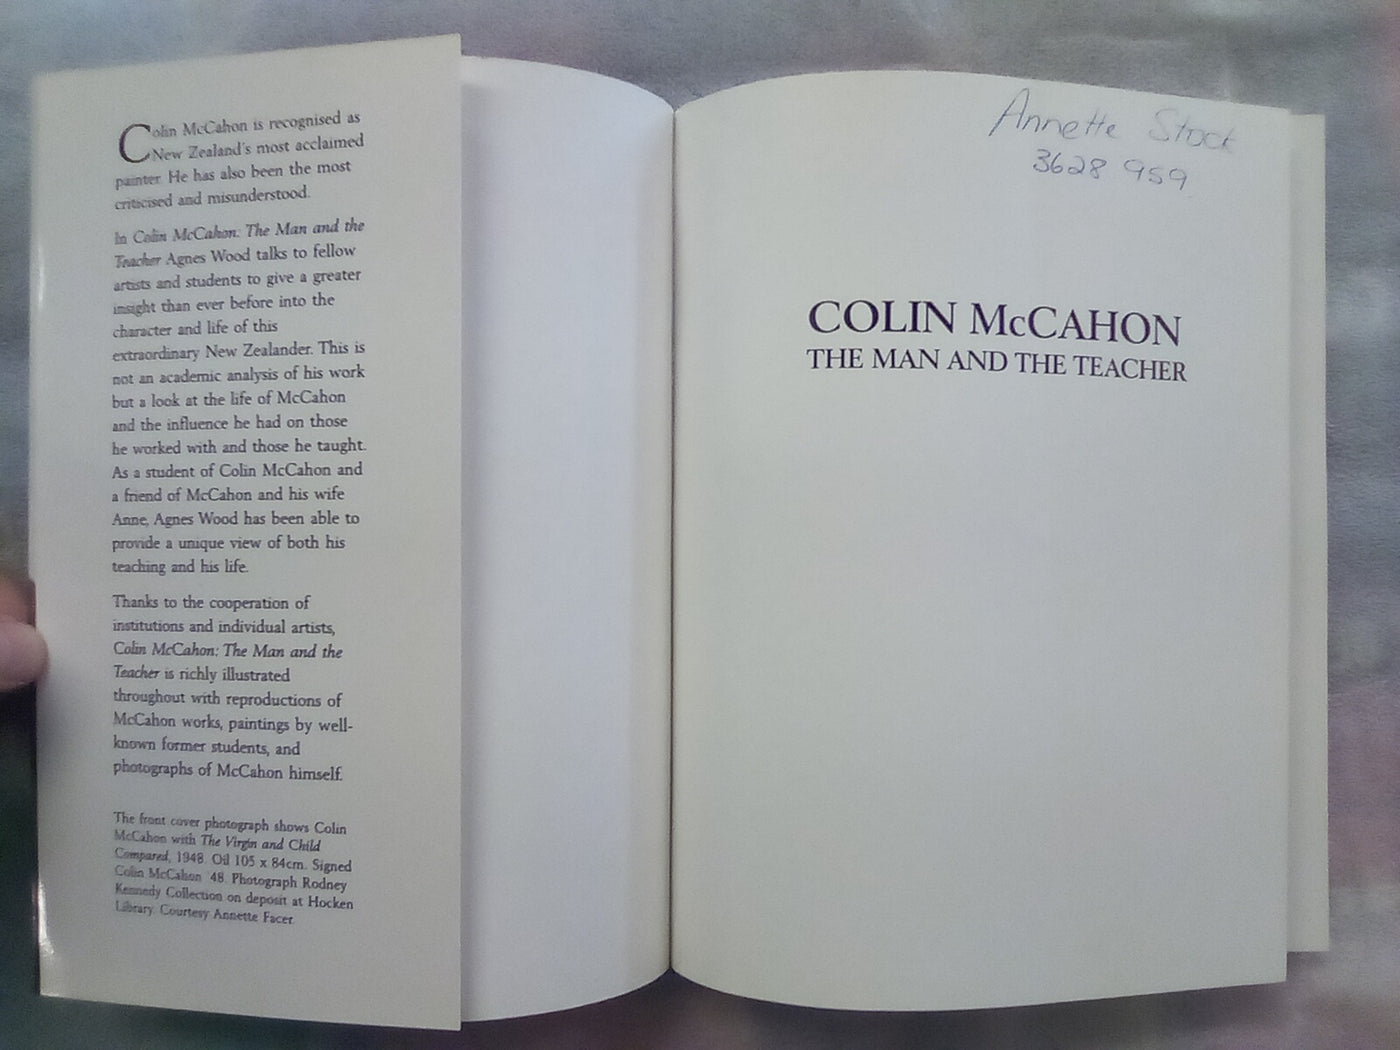 Colin McCahon is recognised as
New Zealand's most acclaimed
painter. He has also been the most
criticised and misunderstood.
In Colin McCahon: The Man and the
Teacher Agnes Wood talks to fellow
artists and students to give a greater
insight than ever before into the
character and life of this
extraordinary New Zealander. This is
not an academic analysis of his work
but a look at the life of McCahon
and the influence he had on those
he worked with and those he taught.
As a student of Colin McCahon and
a friend of McCahon and his wife
Anne, Agnes Wood has been able to
provide a unique view of both his
teaching and his life.
Thanks to the cooperation of
institutions and individual artists,
Colin McCahon: The Man and the
Teacher is richly illustrated
throughout with reproductions of
McCahon works, paintings by well-
known former students, and
photographs of McCahon himself.
The front cover photograph shows Colin
McCahon with The Virgin and Child
Compared, 1948. Oil 105 x 84cm. Signed
Colin McCahon '48. Photograph Rodney
Kennedy Collection on deposit at Hocken
Library. Courtesy Annette Facer.
Annette Stock
3628 959
COLIN McCAHON
THE MAN AND THE TEACHER